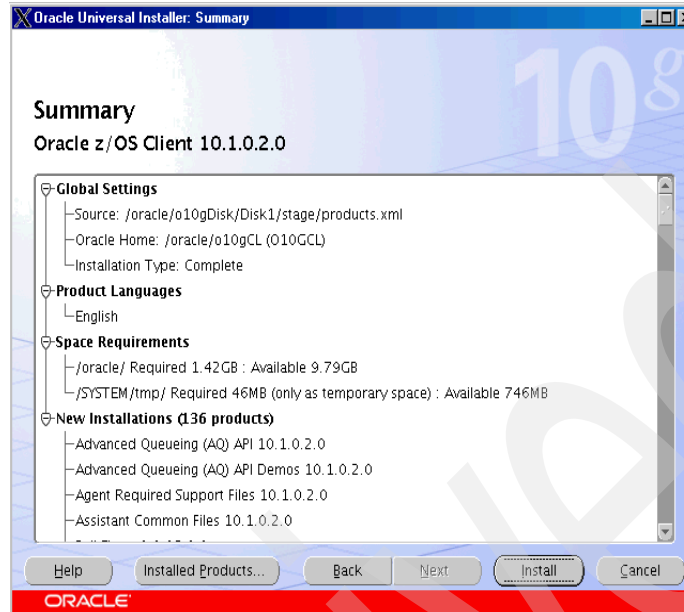 Oracle Universal Installer: Summary
10g
Summary
Oracle z/OS Client 10.1.0.2.0
Global Settings
Source: /oracle/o10gDisk/Disk1/stage/products.xml
Oracle Home: /oracle/o10gCL (O10GCL)
Installation Type: Complete
Product Languages
English
Space Requirements
/oracle/ Required 1.42GB : Available 9.79GB
/SYSTEM/tmp/ Required 46MB (only as temporary space) : Available 746MB
New Installations (136 products)
Advanced Queueing (AQ) API 10.1.0.2.0
Advanced Queueing (AQ) API Demos 10.1.0.2.0
Agent Required Support Files 10.1.0.2.0
Assistant Common Files 10.1.0.2.0
Help Installed Products... Back Next Install Cancel
ORACLE